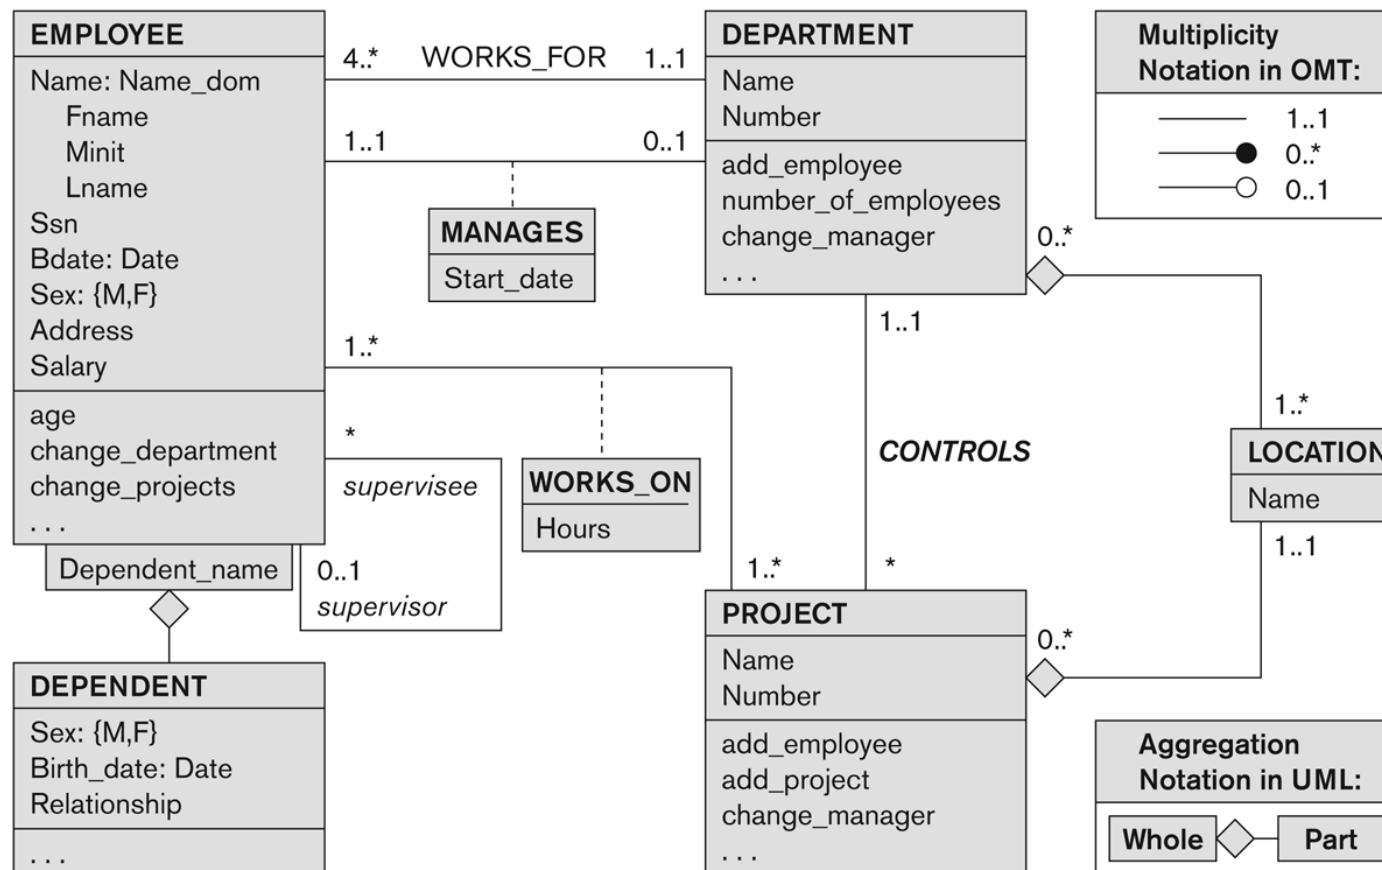 EMPLOYEE
Name: Name_dom
Fname
Minit
Lname
Ssn
Bdate: Date
Sex: {M,F}
Address
Salary
age
change_department
change_projects
. . .
Dependent_name
4..*
WORKS_FOR
1..1
1..1
0..1
MANAGES
Start_date
1..*
*
supervisee
0..1
supervisor
WORKS_ON
Hours
1..*
DEPARTMENT
Name
Number
add_employee
number_of_employees
change_manager
. . .
0..*
1..1
CONTROLS
*
1..*
LOCATION
Name
1..1
PROJECT
Name
Number
add_employee
add_project
change_manager
. . .
0..*
DEPENDENT
Sex: {M,F}
Birth_date: Date
Relationship
. . .
Multiplicity
Notation in OMT:
1..1
0..*
0..1
Aggregation
Notation in UML:
Whole
Part